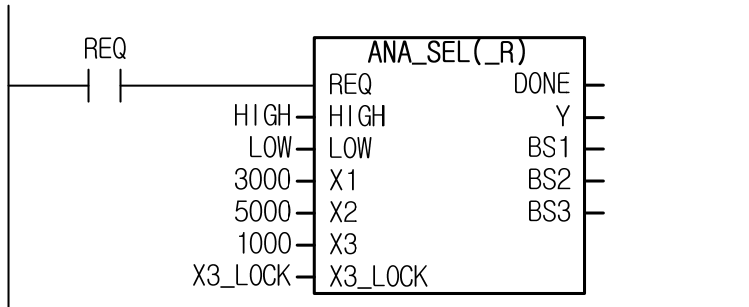 REQ
ANA_SEL(_R)
REQ DONE
HIGH HIGH Y
LOW LOW BS1
3000 X1 BS2
5000 X2 BS3
1000 X3
X3_LOCK X3_LOCK